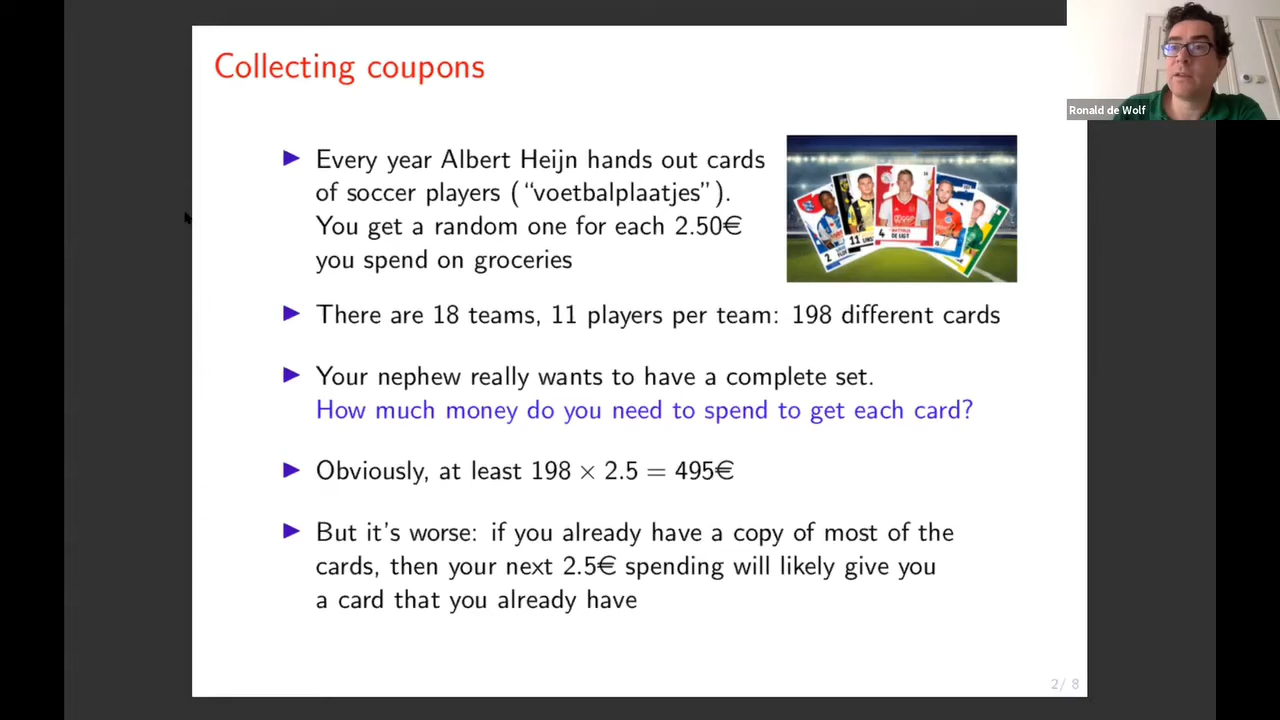 Collecting coupons
Ronald de Wolf
Every year Albert Heijn hands out cards
of soccer players (“voetbalplaatjes”).
You get a random one for each 2.50€
you spend on groceries
2
11
4
DE LIGT
There are 18 teams, 11 players per team: 198 different cards
Your nephew really wants to have a complete set.
How much money do you need to spend to get each card?
Obviously, at least 198 × 2.5 = 495€
But it’s worse: if you already have a copy of most of the
cards, then your next 2.5€ spending will likely give you
a card that you already have
2/ 8